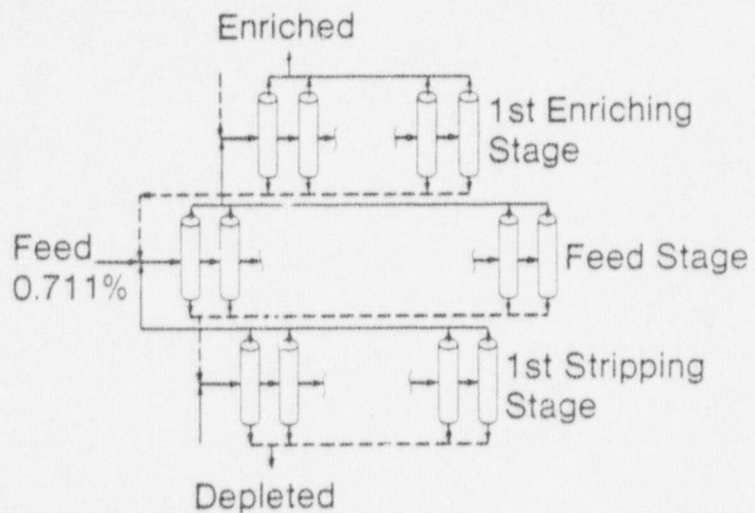 Enriched
1st Enriching
Stage
Feed
0.711%
Feed Stage
1st Stripping
Stage
Depleted